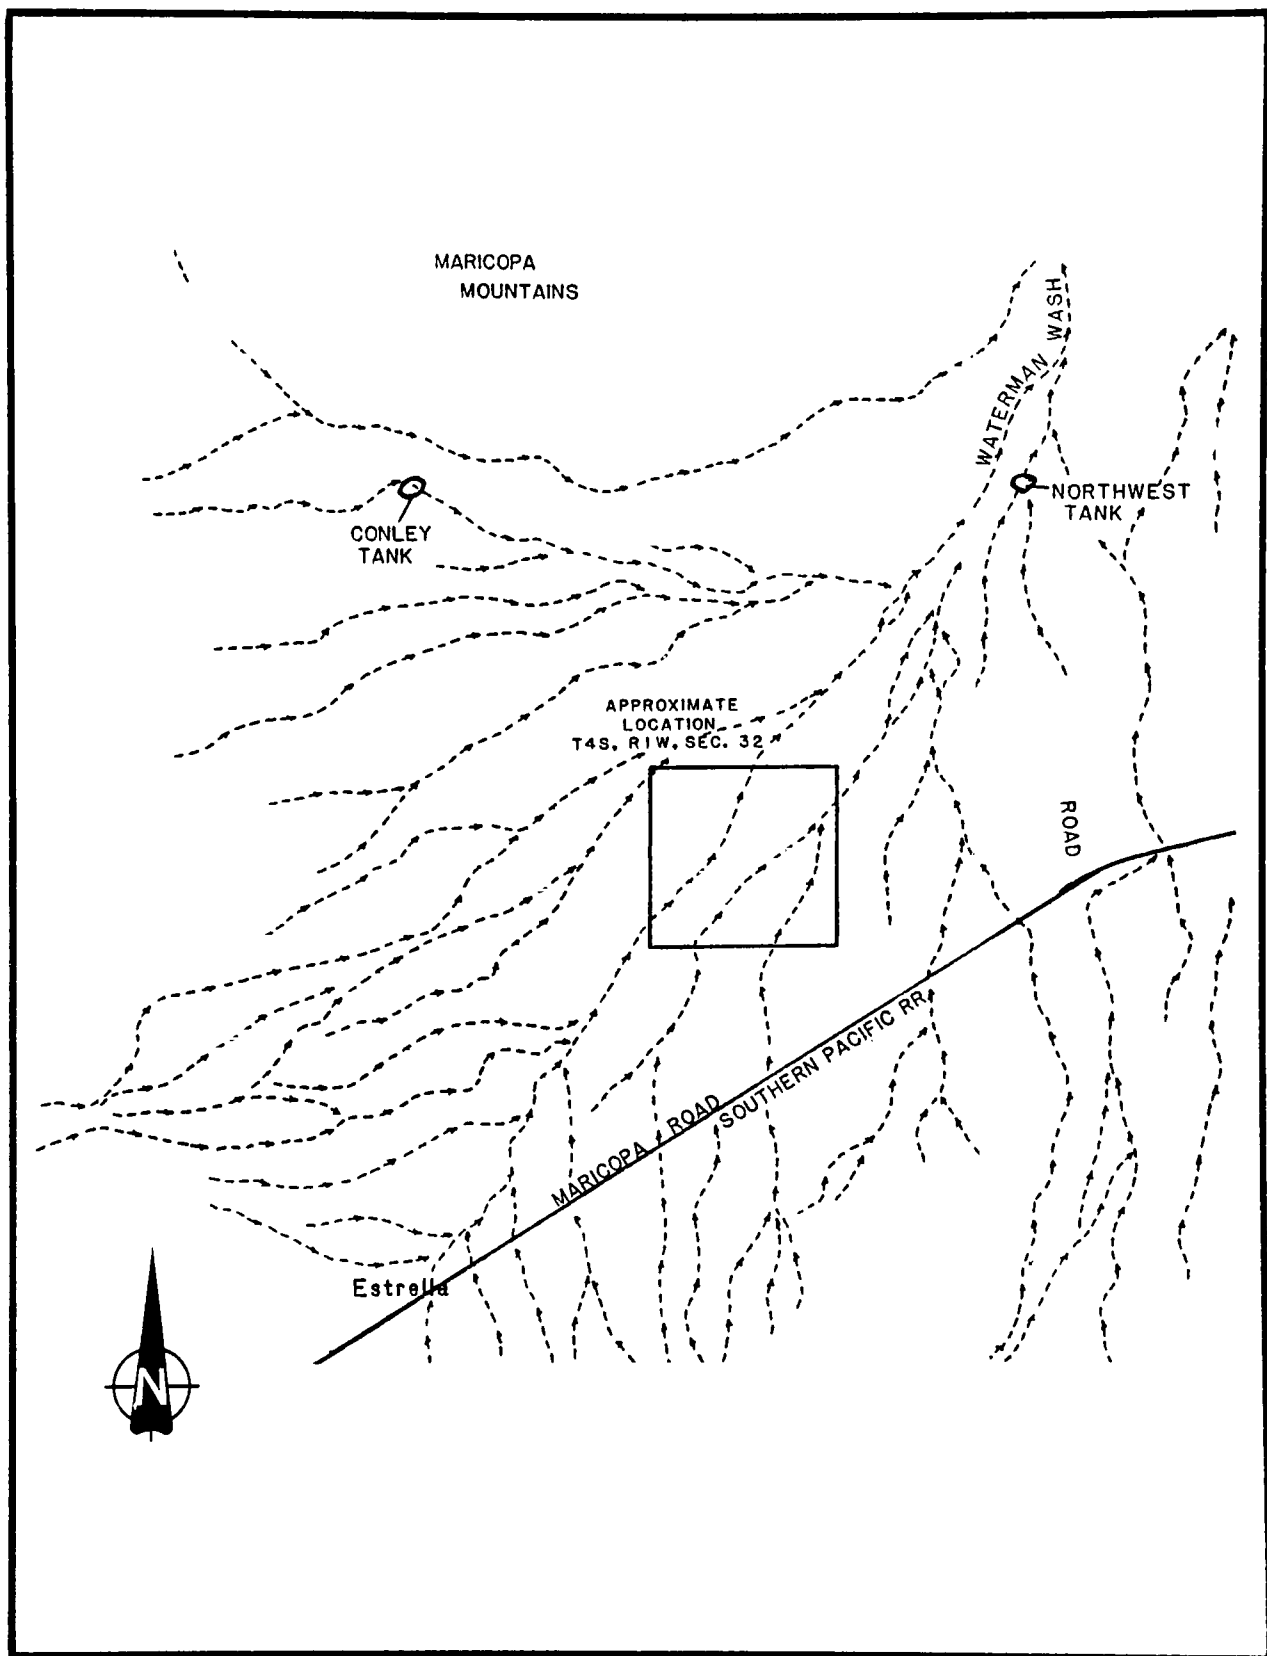 MARICOPA
MOUNTAINS
WATERMAN WASH
CONLEY
TANK
NORTHWEST
TANK
APPROXIMATE
LOCATION
T4S, R1W, SEC. 32
ROAD
MARICOPA ROAD
SOUTHERN PACIFIC RR
Estrella
N